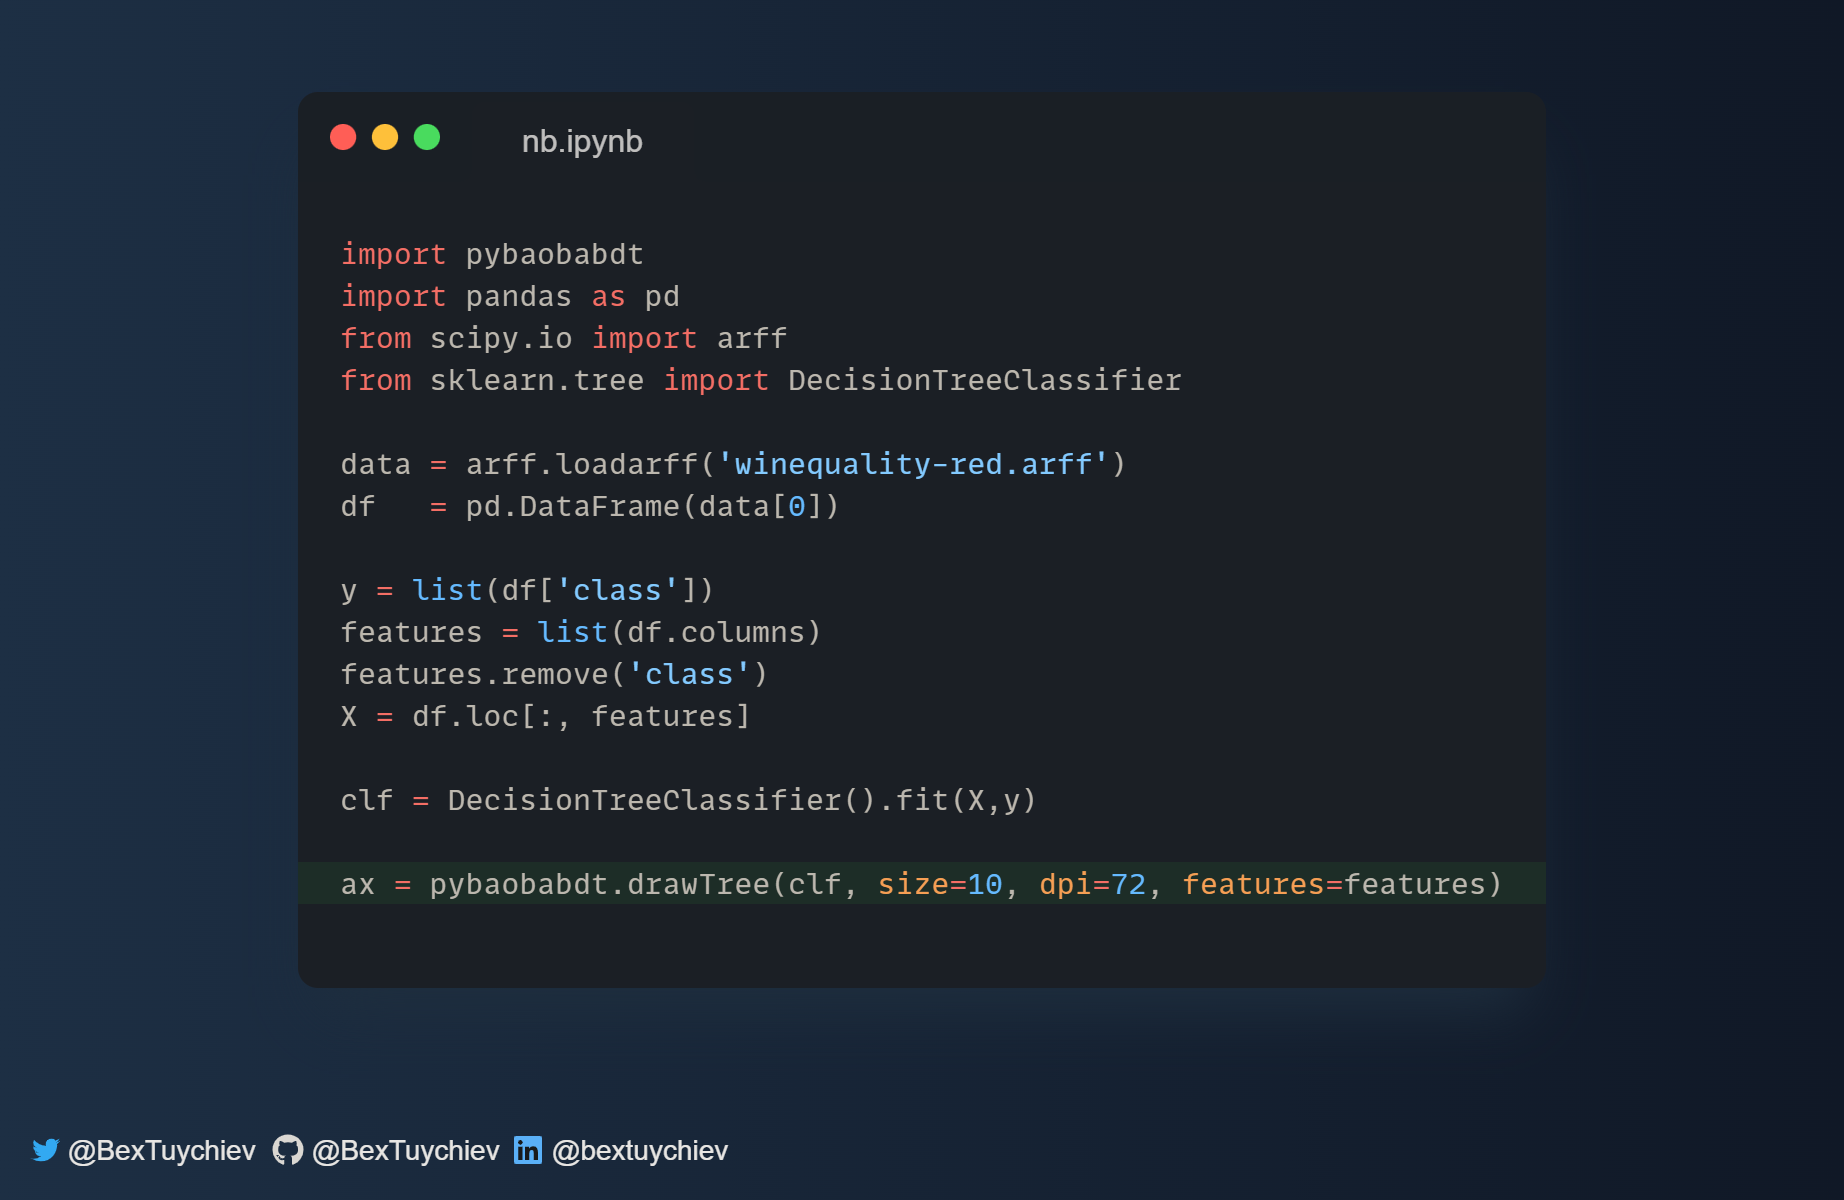 nb.ipynb
import pybaobabdt
import pandas as pd
from scipy.io import arff
from sklearn.tree import DecisionTreeClassifier
data = arff.loadarff('winequality-red.arff')
df   = pd.DataFrame(data[0])
y = list(df['class'])
features = list(df.columns)
features.remove('class')
X = df.loc[:, features]
clf = DecisionTreeClassifier().fit(X,y)
ax = pybaobabdt.drawTree(clf, size=10, dpi=72, features=features)
@BexTuychiev @BexTuychiev in @bextuychiev